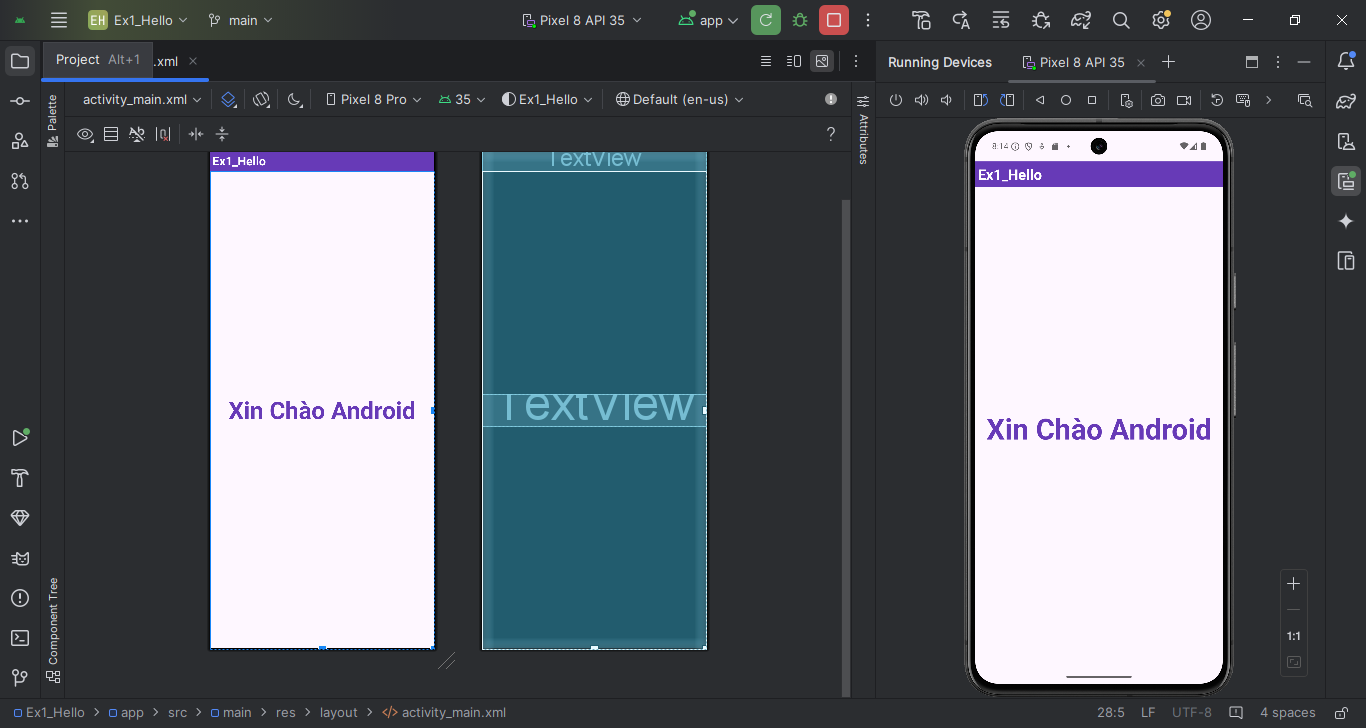 EH Ex1_Hello main Pixel 8 API 35 app
Project Alt+1 .xml
Running Devices Pixel 8 API 35
activity_main.xml Pixel 8 Pro 35 Ex1_Hello Default (en-us)
Palette
Attributes
?
Ex1_Hello
TextView
8:14
Ex1_Hello
Xin Chào Android
TextView
Xin Chào Android
1:1
Component Tree
Ex1_Hello > app > src > main > res > layout > activity_main.xml
28:5 LF UTF-8 4 spaces